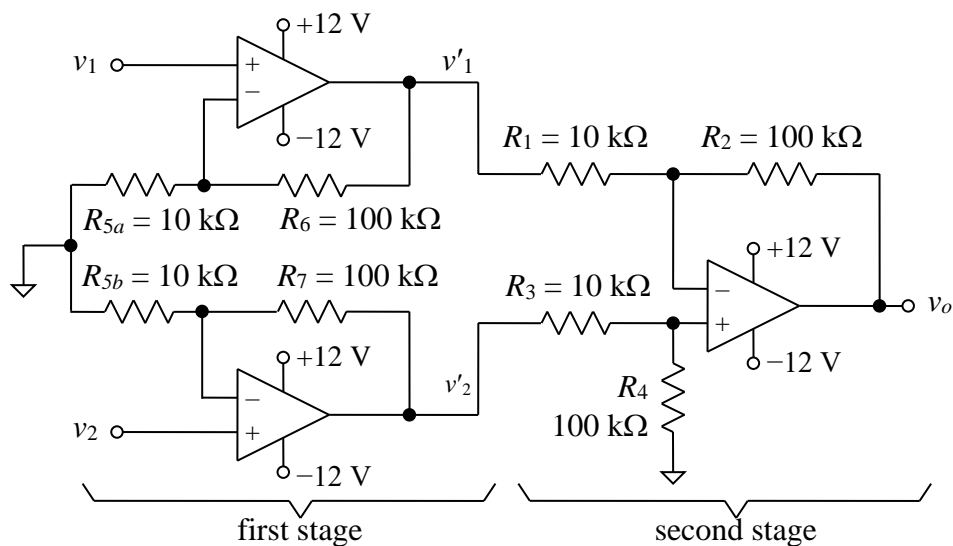 +12 V
v1
+
−
v'1
−12 V
R1 = 10 kΩ
R2 = 100 kΩ
R5a = 10 kΩ
R6 = 100 kΩ
+12 V
R5b = 10 kΩ
R7 = 100 kΩ
R3 = 10 kΩ
−
+
vo
+12 V
−12 V
v'2
R4
100 kΩ
−
+
v2
−12 V
first stage
second stage